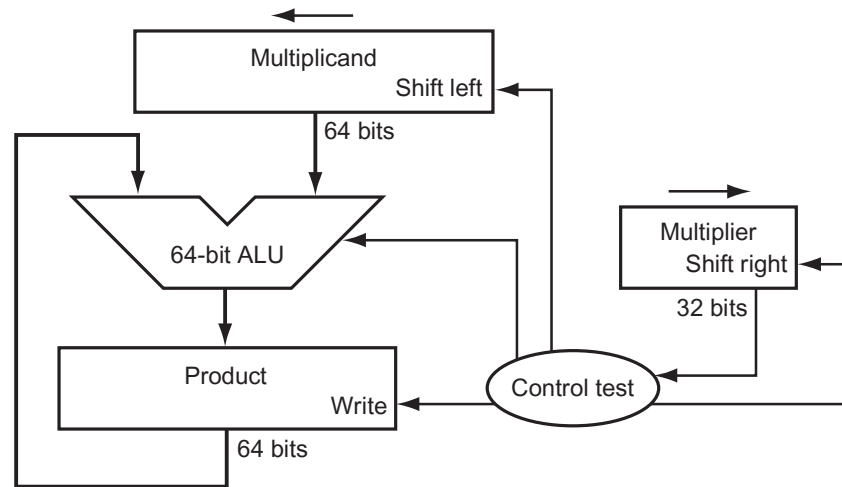 Multiplicand
Shift left
64 bits
64-bit ALU
Multiplier
Shift right
32 bits
Product
Write
Control test
64 bits